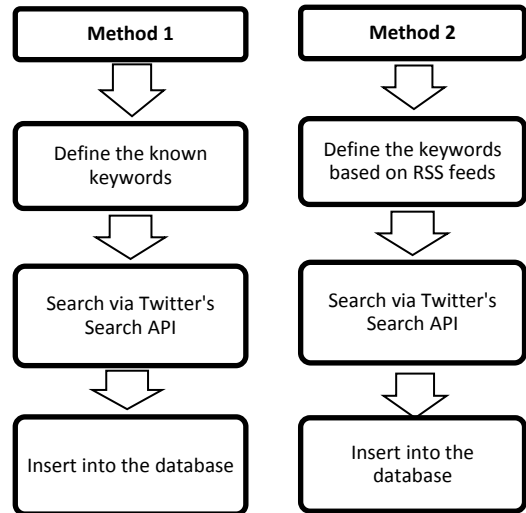 Method 1
Define the known
keywords
Search via Twitter's
Search API
Insert into the database
Method 2
Define the keywords
based on RSS feeds
Search via Twitter's
Search API
Insert into the
database